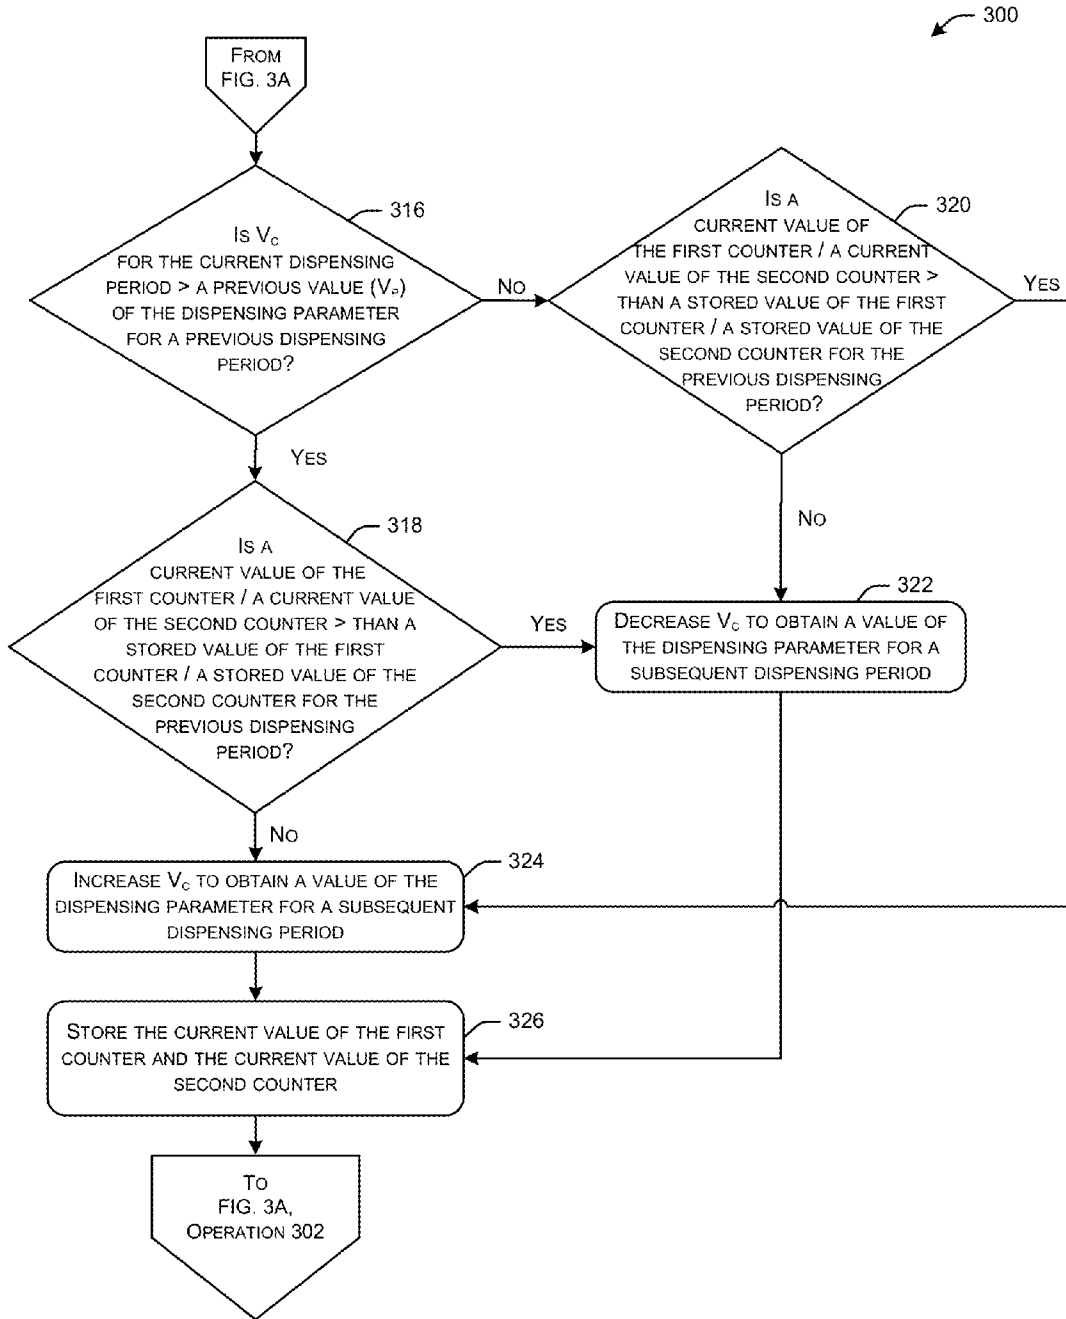 300
FROM
FIG. 3A
316
IS VC
FOR THE CURRENT DISPENSING
PERIOD > A PREVIOUS VALUE (VP)
OF THE DISPENSING PARAMETER
FOR A PREVIOUS DISPENSING
PERIOD?
NO
YES
320
IS A
CURRENT VALUE OF
THE FIRST COUNTER / A CURRENT
VALUE OF THE SECOND COUNTER >
THAN A STORED VALUE OF THE FIRST
COUNTER / A STORED VALUE OF THE
SECOND COUNTER FOR THE
PREVIOUS DISPENSING
PERIOD?
YES
NO
318
IS A
CURRENT VALUE OF THE
FIRST COUNTER / A CURRENT VALUE
OF THE SECOND COUNTER > THAN A
STORED VALUE OF THE FIRST
COUNTER / A STORED VALUE OF THE
SECOND COUNTER FOR THE
PREVIOUS DISPENSING
PERIOD?
YES
NO
322
DECREASE VC TO OBTAIN A VALUE OF
THE DISPENSING PARAMETER FOR A
SUBSEQUENT DISPENSING PERIOD
324
INCREASE VC TO OBTAIN A VALUE OF THE
DISPENSING PARAMETER FOR A SUBSEQUENT
DISPENSING PERIOD
326
STORE THE CURRENT VALUE OF THE FIRST
COUNTER AND THE CURRENT VALUE OF THE
SECOND COUNTER
TO
FIG. 3A,
OPERATION 302